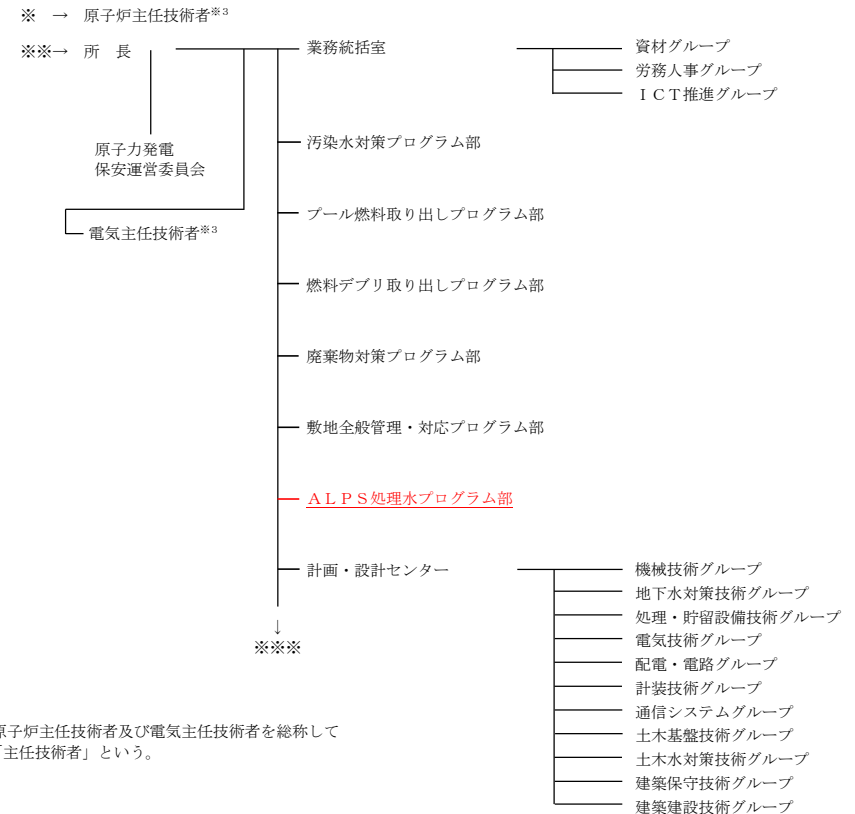 ※ → 原子炉主任技術者※3
※※→ 所 長
業務統括室
資材グループ
労務人事グループ
ICT推進グループ
原子力発電
保安運営委員会
電気主任技術者※3
汚染水対策プログラム部
プール燃料取り出しプログラム部
燃料デブリ取り出しプログラム部
廃棄物対策プログラム部
敷地全般管理・対応プログラム部
ALPS処理水プログラム部
計画・設計センター
機械技術グループ
地下水対策技術グループ
処理・貯留設備技術グループ
電気技術グループ
配電・電路グループ
計装技術グループ
通信システムグループ
土木基盤技術グループ
土木水対策技術グループ
建築保守技術グループ
建築建設技術グループ
↓
※※※
原子炉主任技術者及び電気主任技術者を総称して
「主任技術者」という。